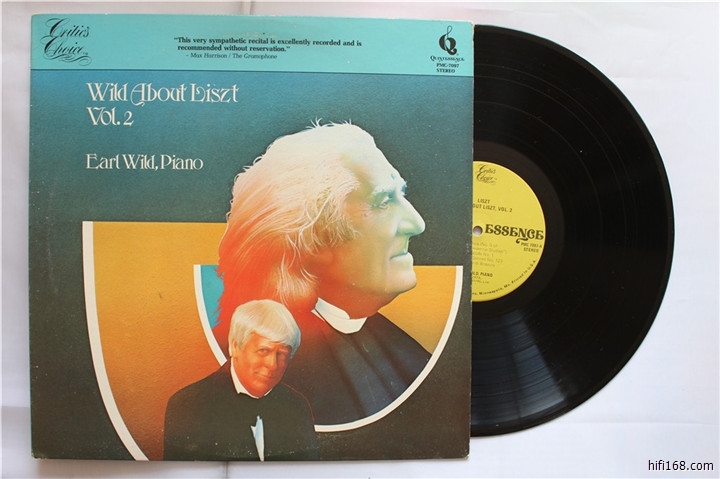 Critic's
Choice
"This very sympathetic recital is excellently recorded and is
recommended without reservation."
– Max Harrison / The Gramophone
QUINTESSENCE
PMC-7097
STEREO
Wild About Liszt
Vol. 2
Earl Wild, Piano
Critic's
Choice
LISZT
OUT LISZT, VOL. 2
ESSENCE
STEREO
PIANO
hifi168.com